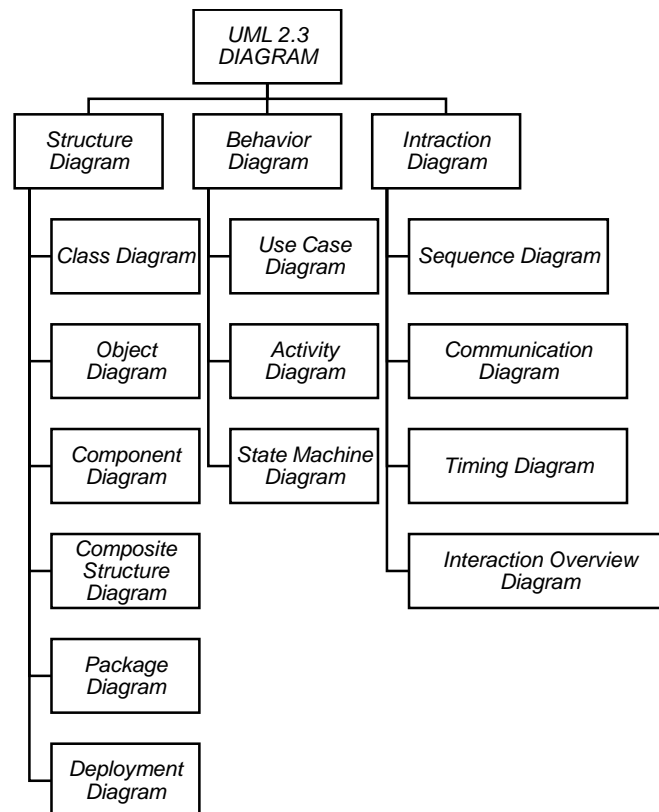 UML 2.3
DIAGRAM
Structure
Diagram
Behavior
Diagram
Intraction
Diagram
Class Diagram
Object
Diagram
Component
Diagram
Composite
Structure
Diagram
Package
Diagram
Deployment
Diagram
Use Case
Diagram
Activity
Diagram
State Machine
Diagram
Sequence Diagram
Communication
Diagram
Timing Diagram
Interaction Overview
Diagram